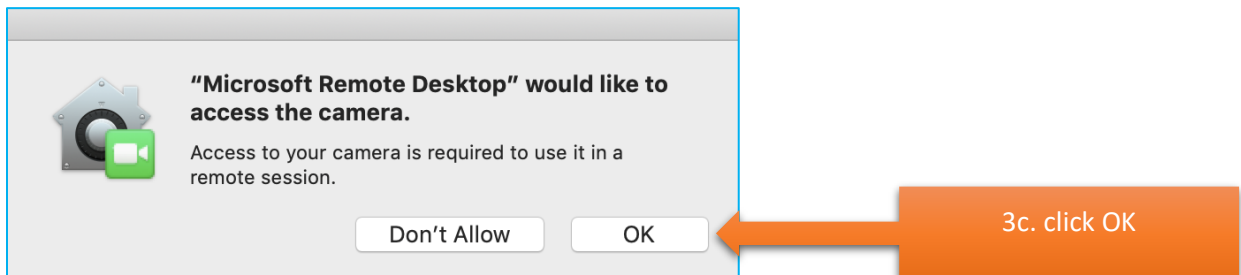 “Microsoft Remote Desktop” would like to
access the camera.
Access to your camera is required to use it in a
remote session.
Don’t Allow
OK
3c. click OK